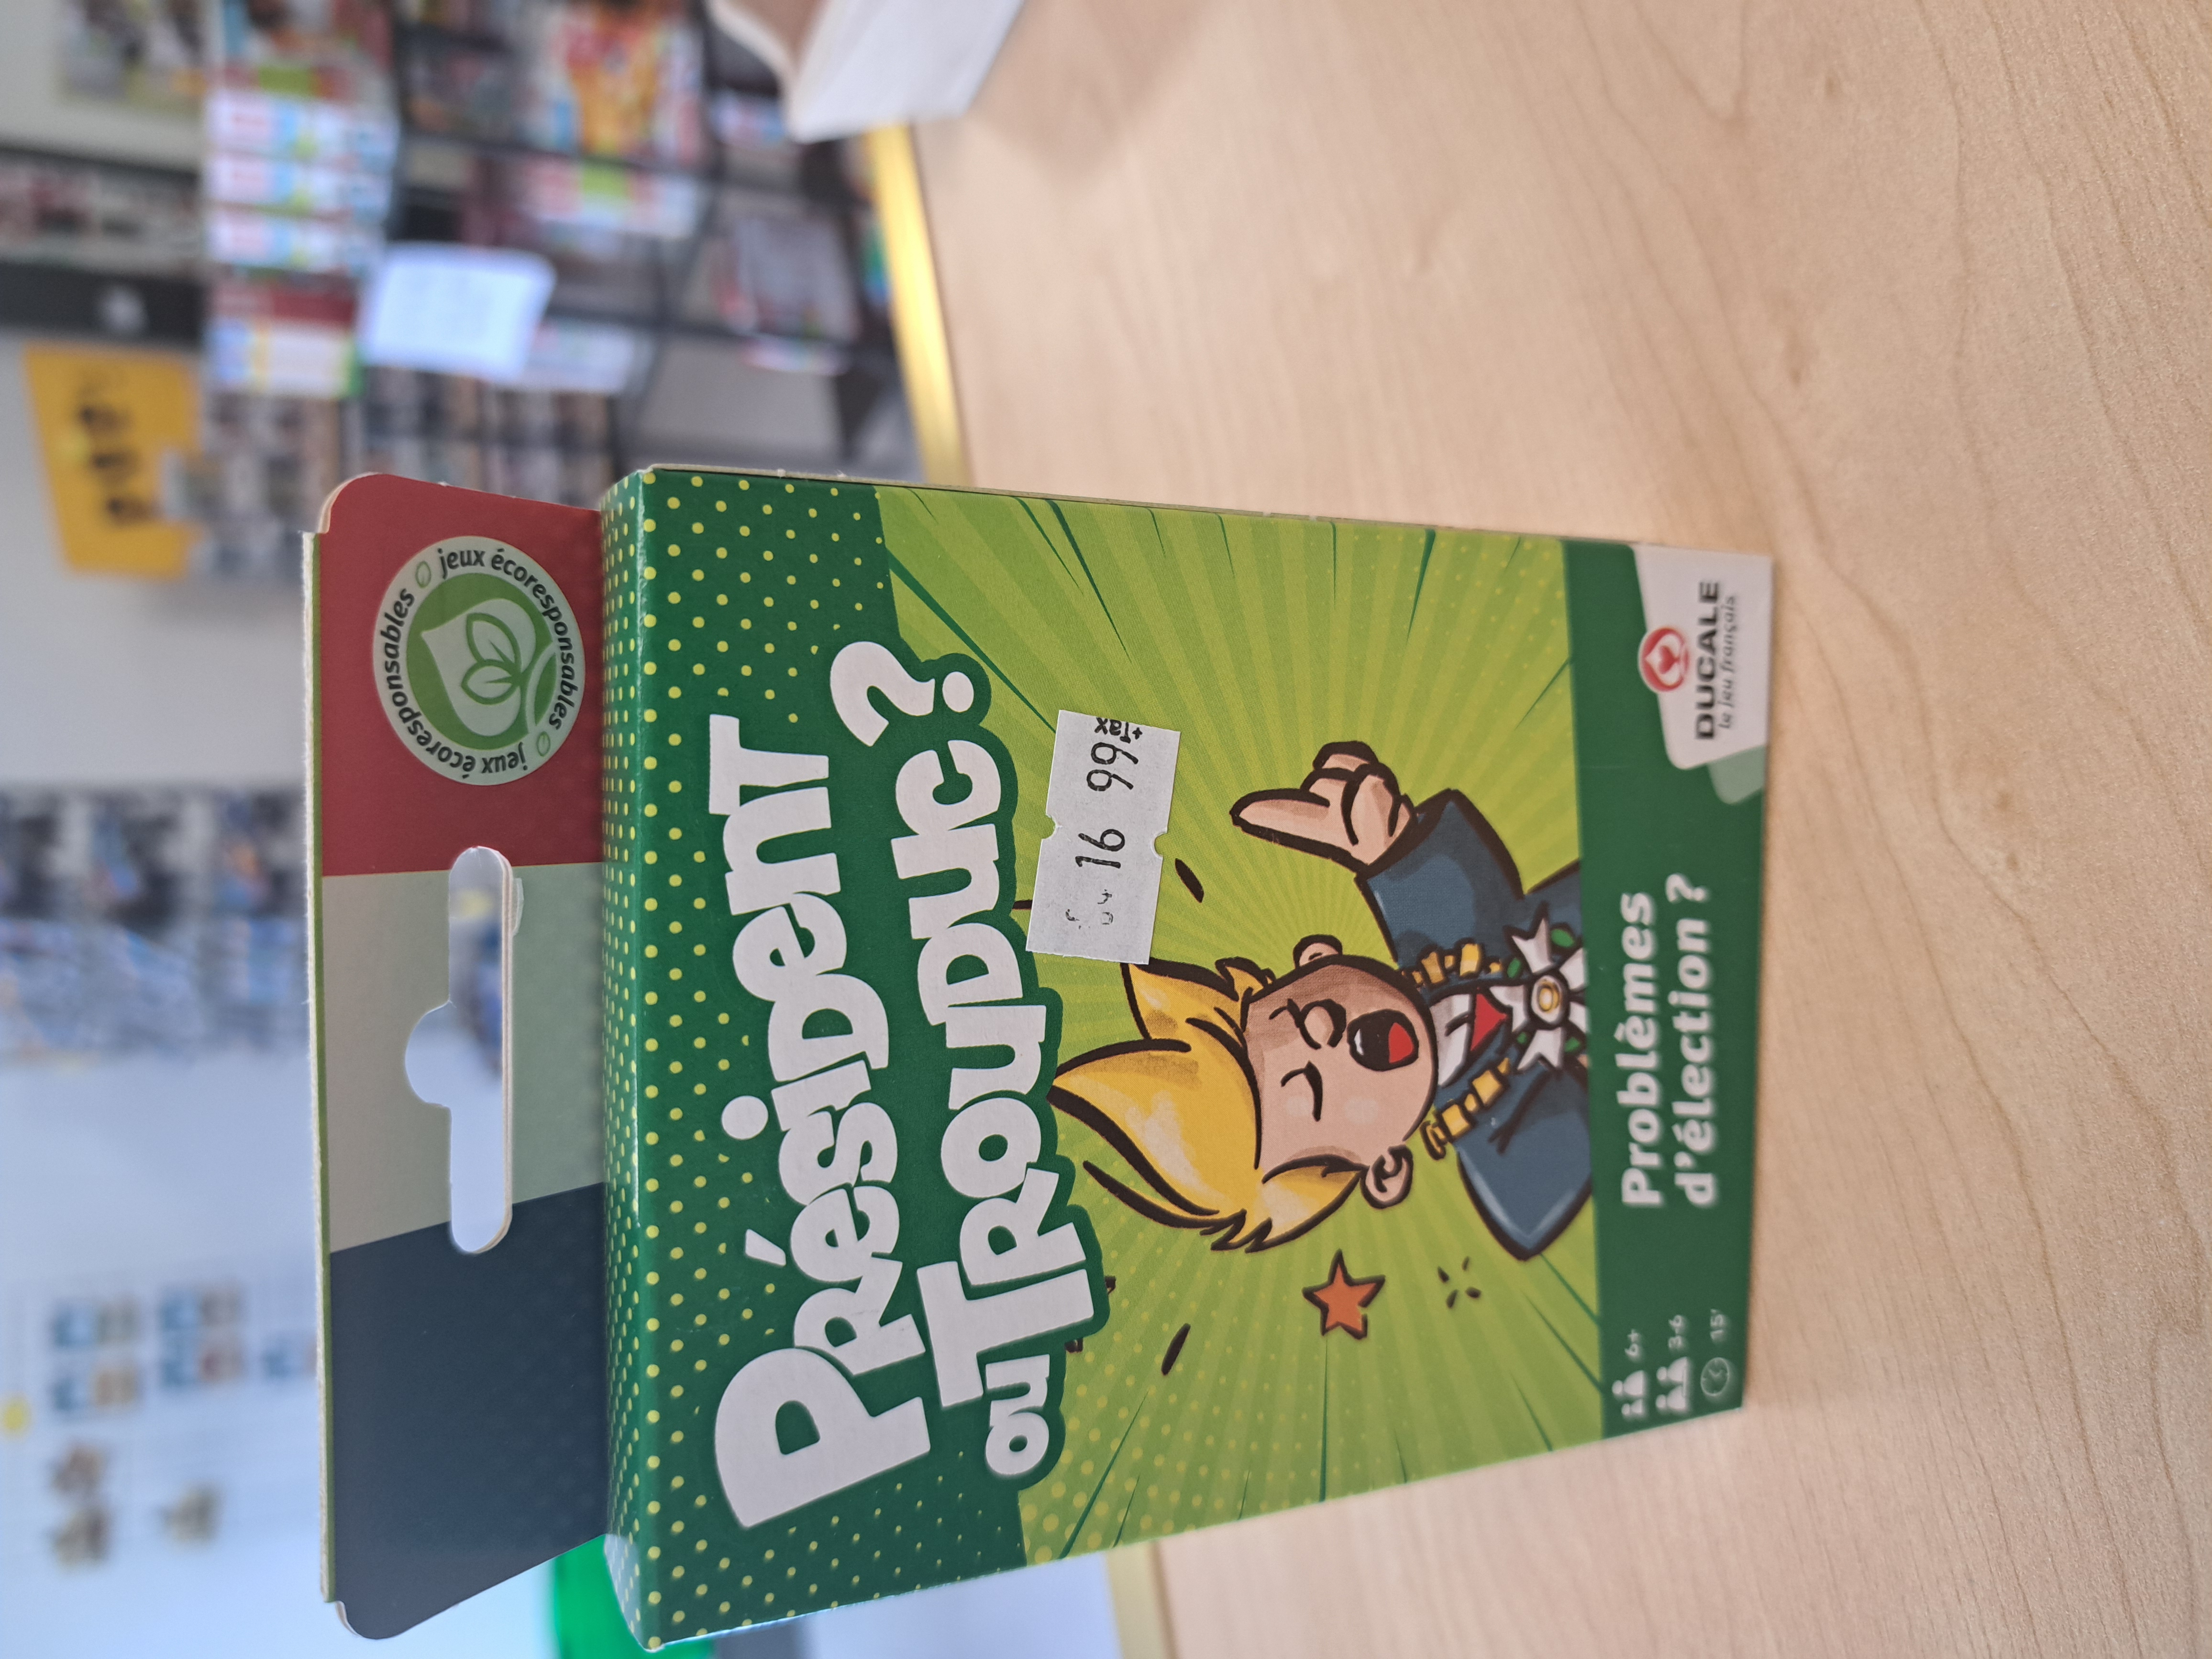 jeux écoresponsables
jeux écoresponsables
Président
ou Trouduc ?
16 99
+Tax
Problèmes
d'élection ?
6+
3-6
15'
DUCALE
le jeu français